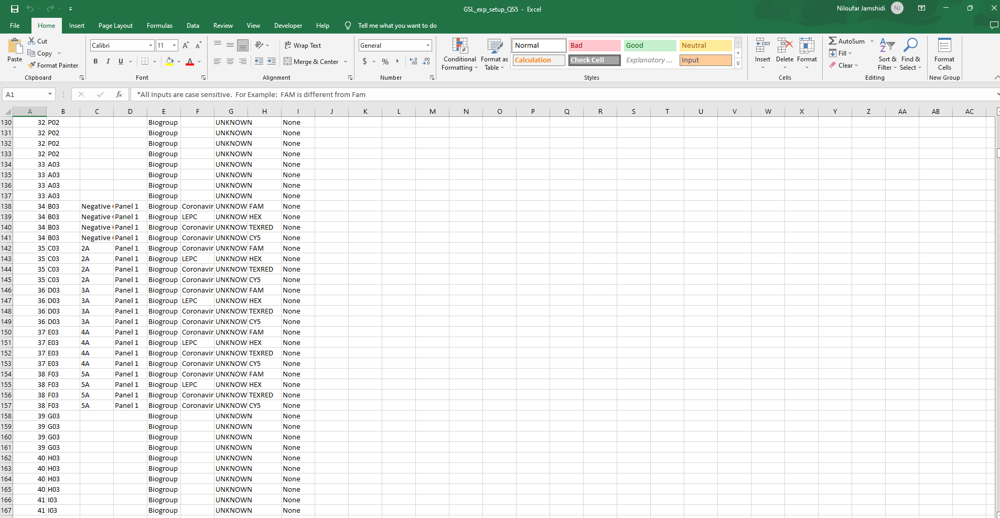 GSL_exp_setup_QS5 - Excel
Niloufar Jamshidi NJ
File Home Insert Page Layout Formulas Data Review View Developer Help Tell me what you want to do
Paste
Cut
Copy
Format Painter
Clipboard
Calibri 11 A A
B I U A
Font
Wrap Text
Merge & Center
Alignment
General
$ % ,
Number
Conditional Formatting
Format as Table
Normal Bad Good Neutral
Calculation Check Cell Explanatory ... Input
Styles
Insert Delete Format
Cells
AutoSum
Fill
Clear
Sort & Filter
Find & Select
Editing
Format Cells
New Group
A1 fx *All Inputs are case sensitive. For Example: FAM is different from Fam
A B C D E F G H I J K L M N O P Q R S T U V W X Y Z AA AB AC
130 32 P02 Biogroup UNKNOWN None
131 32 P02 Biogroup UNKNOWN None
132 32 P02 Biogroup UNKNOWN None
133 32 P02 Biogroup UNKNOWN None
134 33 A03 Biogroup UNKNOWN None
135 33 A03 Biogroup UNKNOWN None
136 33 A03 Biogroup UNKNOWN None
137 33 A03 Biogroup UNKNOWN None
138 34 B03 Negative Panel 1 Biogroup Coronavir UNKNOW FAM None
139 34 B03 Negative Panel 1 Biogroup LEPC UNKNOW HEX None
140 34 B03 Negative Panel 1 Biogroup Coronavir UNKNOW TEXRED None
141 34 B03 Negative Panel 1 Biogroup Coronavir UNKNOW CY5 None
142 35 C03 2A Panel 1 Biogroup Coronavir UNKNOW FAM None
143 35 C03 2A Panel 1 Biogroup LEPC UNKNOW HEX None
144 35 C03 2A Panel 1 Biogroup Coronavir UNKNOW TEXRED None
145 35 C03 2A Panel 1 Biogroup Coronavir UNKNOW CY5 None
146 36 D03 3A Panel 1 Biogroup Coronavir UNKNOW FAM None
147 36 D03 3A Panel 1 Biogroup LEPC UNKNOW HEX None
148 36 D03 3A Panel 1 Biogroup Coronavir UNKNOW TEXRED None
149 36 D03 3A Panel 1 Biogroup Coronavir UNKNOW CY5 None
150 37 E03 4A Panel 1 Biogroup Coronavir UNKNOW FAM None
151 37 E03 4A Panel 1 Biogroup LEPC UNKNOW HEX None
152 37 E03 4A Panel 1 Biogroup Coronavir UNKNOW TEXRED None
153 37 E03 4A Panel 1 Biogroup Coronavir UNKNOW CY5 None
154 38 F03 5A Panel 1 Biogroup Coronavir UNKNOW FAM None
155 38 F03 5A Panel 1 Biogroup LEPC UNKNOW HEX None
156 38 F03 5A Panel 1 Biogroup Coronavir UNKNOW TEXRED None
157 38 F03 5A Panel 1 Biogroup Coronavir UNKNOW CY5 None
158 39 G03 Biogroup UNKNOWN None
159 39 G03 Biogroup UNKNOWN None
160 39 G03 Biogroup UNKNOWN None
161 39 G03 Biogroup UNKNOWN None
162 40 H03 Biogroup UNKNOWN None
163 40 H03 Biogroup UNKNOWN None
164 40 H03 Biogroup UNKNOWN None
165 40 H03 Biogroup UNKNOWN None
166 41 I03 Biogroup UNKNOWN None
167 41 I03 Biogroup UNKNOWN None